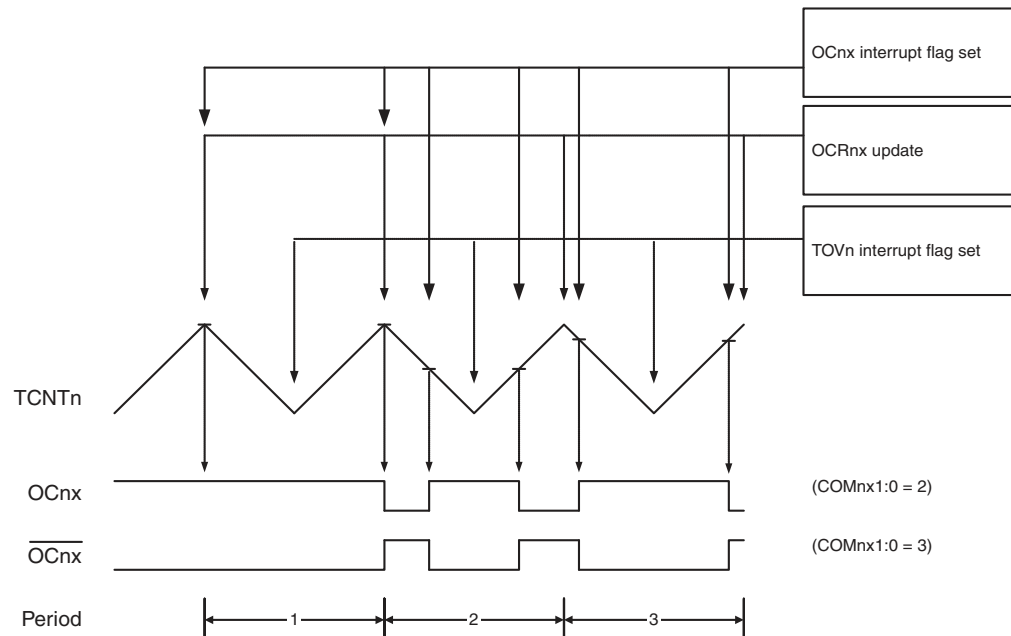 OCnx interrupt flag set
OCRnx update
TOVn interrupt flag set
TCNTn
OCnx
(COMnx1:0 = 2)
OCnx
(COMnx1:0 = 3)
Period
1
2
3